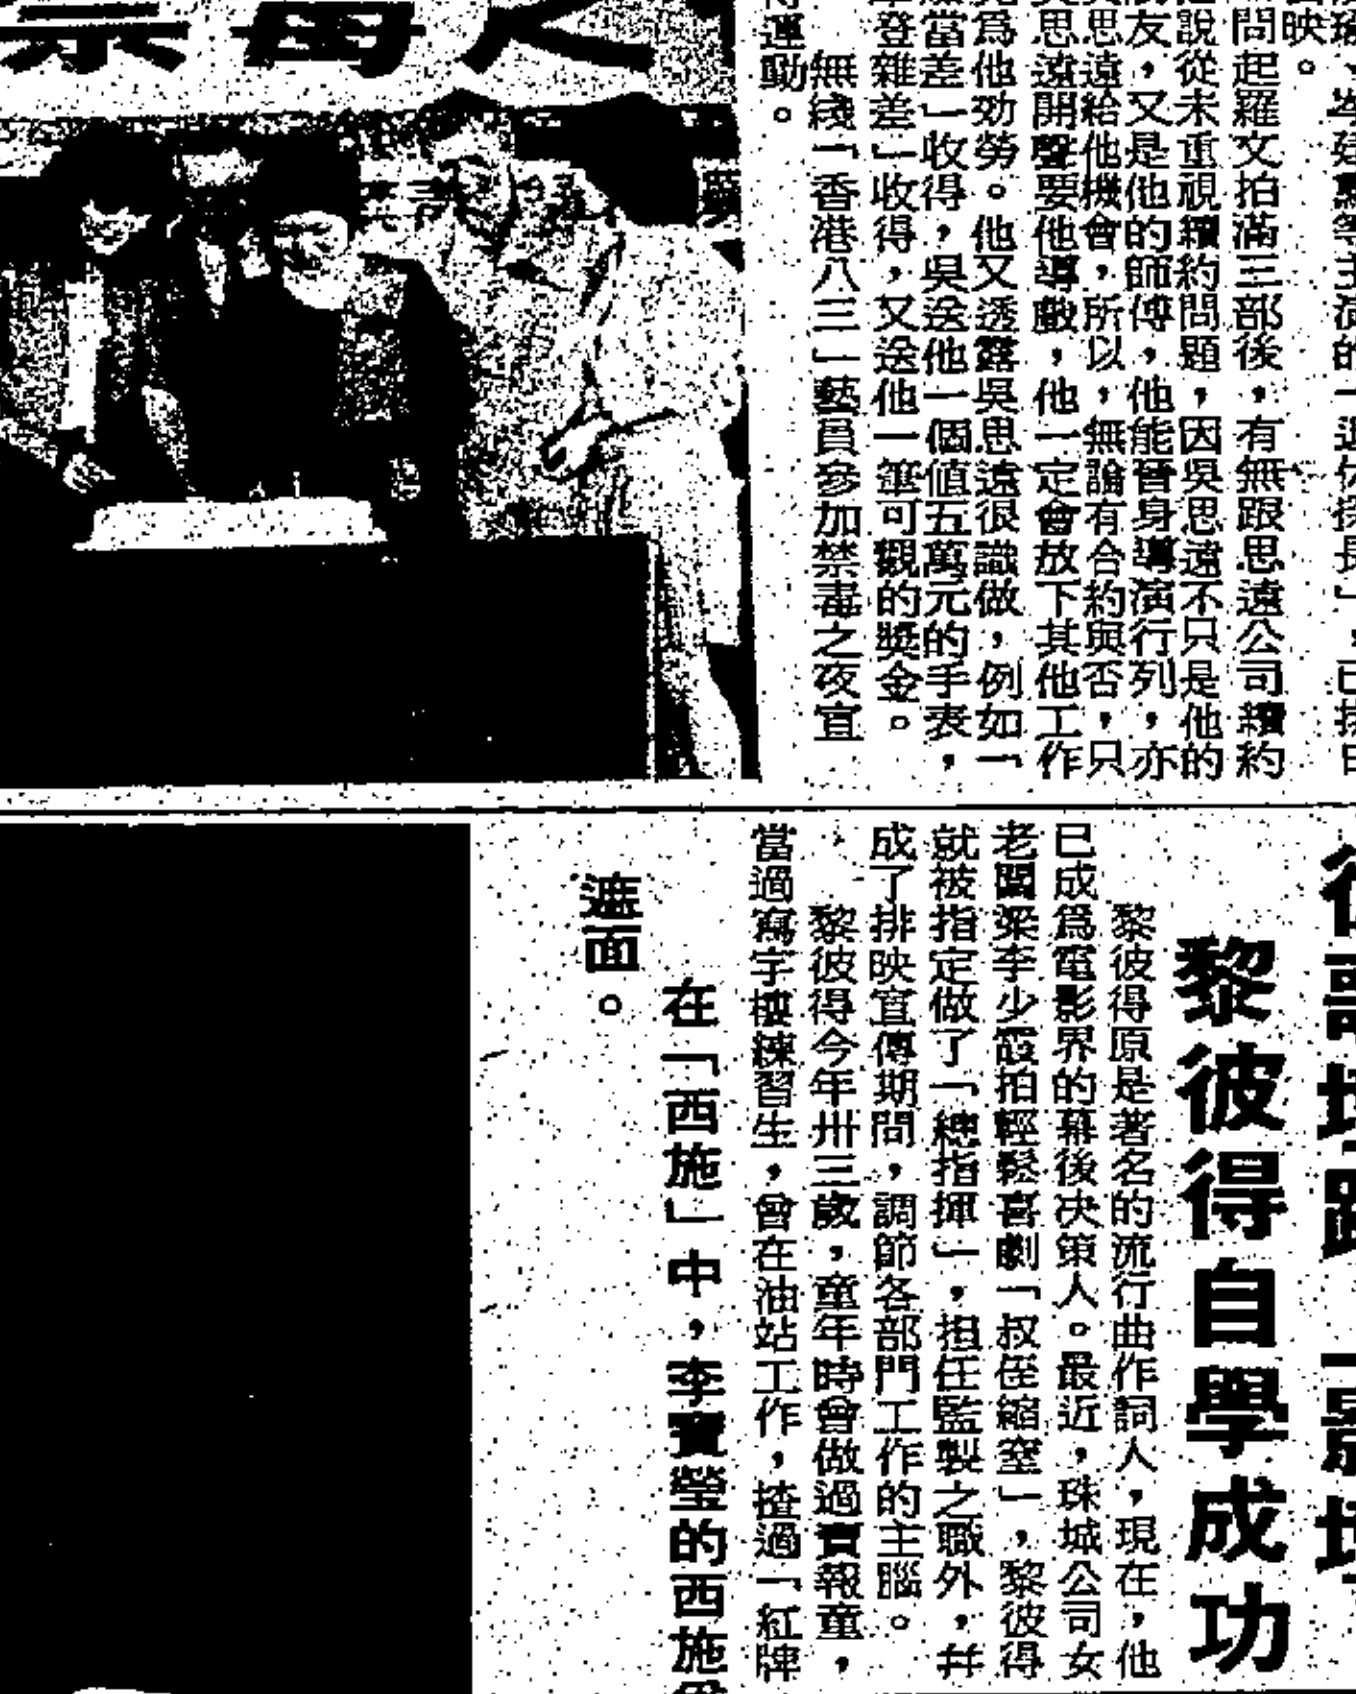 映。
問起羅文拍滿三部後，有無跟思遠公司續約
說從未重視續約問題，因吳思遠不只是他的
友，又是他的師傅，他能晉身導演行列，亦
思遠給他機會，所以，無論有合約與否，只
思遠開聲要他導戲，他一定會放下其他工作
爲他効勞。他又透露吳思遠很識做，例如「
當差」收得，吳送他一個値五萬元的手表，
登雜差」收得，又送他一筆可觀的獎金。
無綫「香港八三」藝員參加禁毒之夜宣
運動。
黎彼得自學成功
黎彼得原是著名的流行曲作詞人，現在，他
已成爲電影界的幕後决策人。最近，珠城公司女
老闆梁李少霞拍輕鬆喜劇「叔侄縮窒」，黎彼得
就被指定做了「總指揮」，担任監製之職外，幷
成了排映宣傳期問，調節各部門工作的主腦。
黎彼得今年卅三歲，童年時曾做過賣報童，
當過寫字樓練習生，曾在油站工作，揸過「紅牌
在「西施」中，李寶瑩的西施
遮面。